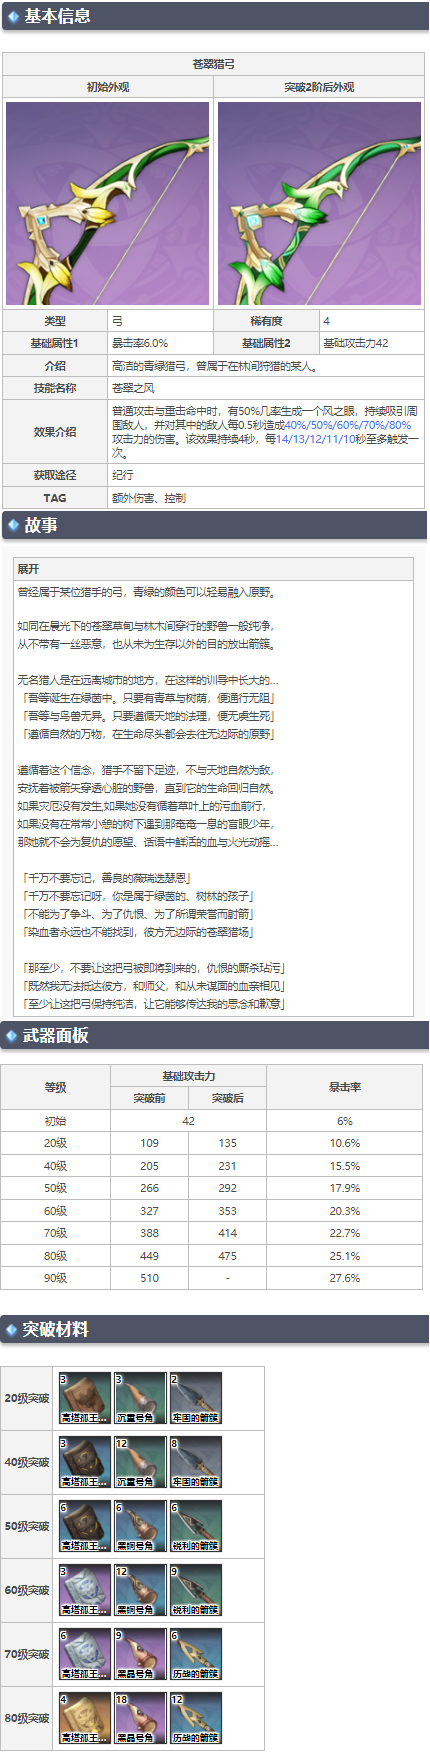 基本信息
苍翠猎弓
初始外观 突破2阶后外观
类型 弓 稀有度 4
基础属性1 暴击率6.0% 基础属性2 基础攻击力42
介绍 高洁的青绿猎弓，曾属于在林间狩猎的某人。
技能名称 苍翠之风
效果介绍 普通攻击与重击命中时，有50%几率生成一个风之眼，持续吸引周
围敌人，并对其中的敌人每0.5秒造成40%/50%/60%/70%/80%
攻击力的伤害。该效果持续4秒，每14/13/12/11/10秒至多触发一
次。
获取途径 纪行
TAG 额外伤害、控制
故事
展开
曾经属于某位猎手的弓，青绿的颜色可以轻易融入原野。
如同在晨光下的苍翠草甸与林木间穿行的野兽一般纯净，
从不带有一丝恶意，也从未为生存以外的目的放出箭簇。
无名猎人是在远离城市的地方，在这样的训导中长大的…
「吾等诞生在绿茵中。只要有青草与树荫，便通行无阻」
「吾等与鸟兽无异。只要遵循天地的法理，便无虞生死」
「遵循自然的万物，在生命尽头都会去往无边际的原野」
遵循着这个信念，猎手不留下足迹，不与天地自然为敌，
安抚着被箭矢穿透心脏的野兽，直到它的生命回归自然。
如果灾厄没有发生,如果她没有循着草叶上的污血前行，
如果没有在常常小憩的树下遇到那奄奄一息的盲眼少年，
那她就不会为复仇的愿望、话语中鲜活的血与火光动摇…
「千万不要忘记，善良的薇瑞迭瑟恩」
「千万不要忘记呀，你是属于绿茵的、树林的孩子」
「不能为了争斗、为了仇恨、为了所谓荣誉而射箭」
「染血者永远也不能找到，彼方无边际的苍翠猎场」
「那至少，不要让这把弓被即将到来的，仇恨的厮杀玷污」
「既然我无法抵达彼方，和师父，和从未谋面的血亲相见」
「至少让这把弓保持纯洁，让它能够传达我的思念和歉意」
武器面板
等级 基础攻击力 暴击率
突破前 突破后
初始 42 6%
20级 109 135 10.6%
40级 205 231 15.5%
50级 266 292 17.9%
60级 327 353 20.3%
70级 388 414 22.7%
80级 449 475 25.1%
90级 510 - 27.6%
突破材料
20级突破 3 高塔孤王... 3 沉重号角 2 牢固的箭簇
40级突破 3 高塔孤王... 12 沉重号角 8 牢固的箭簇
50级突破 6 高塔孤王... 6 黑铜号角 6 锐利的箭簇
60级突破 3 高塔孤王... 12 黑铜号角 9 锐利的箭簇
70级突破 6 高塔孤王... 9 黑晶号角 6 历战的箭簇
80级突破 4 高塔孤王... 18 黑晶号角 12 历战的箭簇